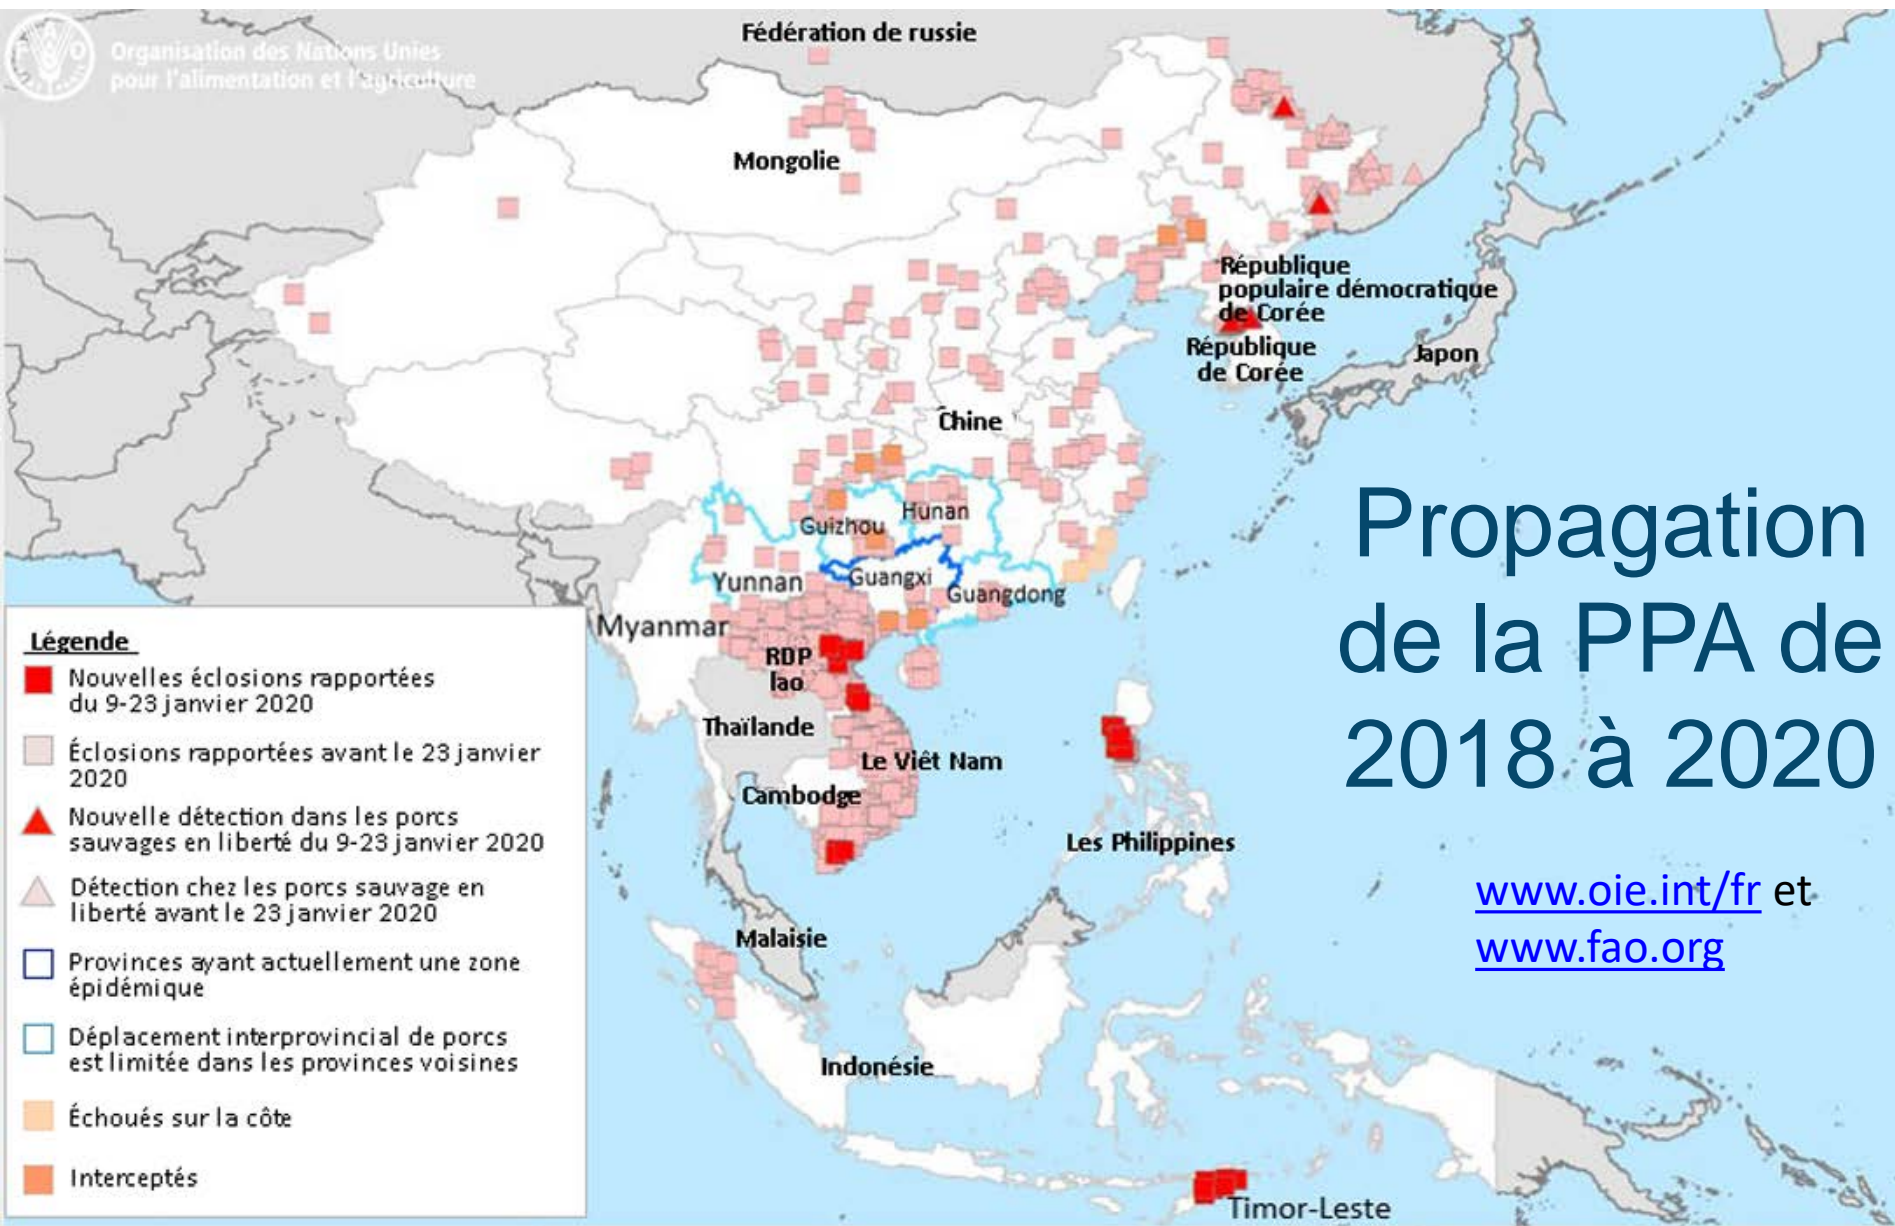 Organisation des Nations Unies
pour l'alimentation et l'agriculture
FAO
Fédération de russie
Mongolie
République
populaire démocratique
de Corée
République
de Corée
Japon
Chine
Guizhou
Hunan
Yunnan
Guangxi
Guangdong
Myanmar
RDP
lao
Thaïlande
Le Viêt Nam
Cambodge
Les Philippines
Malaisie
Indonésie
Timor-Leste
Propagation
de la PPA de
2018 à 2020
www.oie.int/fr et
www.fao.org
Légende
Nouvelles éclosions rapportées
du 9-23 janvier 2020
Éclosions rapportées avant le 23 janvier
2020
Nouvelle détection dans les porcs
sauvages en liberté du 9-23 janvier 2020
Détection chez les porcs sauvage en
liberté avant le 23 janvier 2020
Provinces ayant actuellement une zone
épidémique
Déplacement interprovincial de porcs
est limitée dans les provinces voisines
Échoués sur la côte
Interceptés